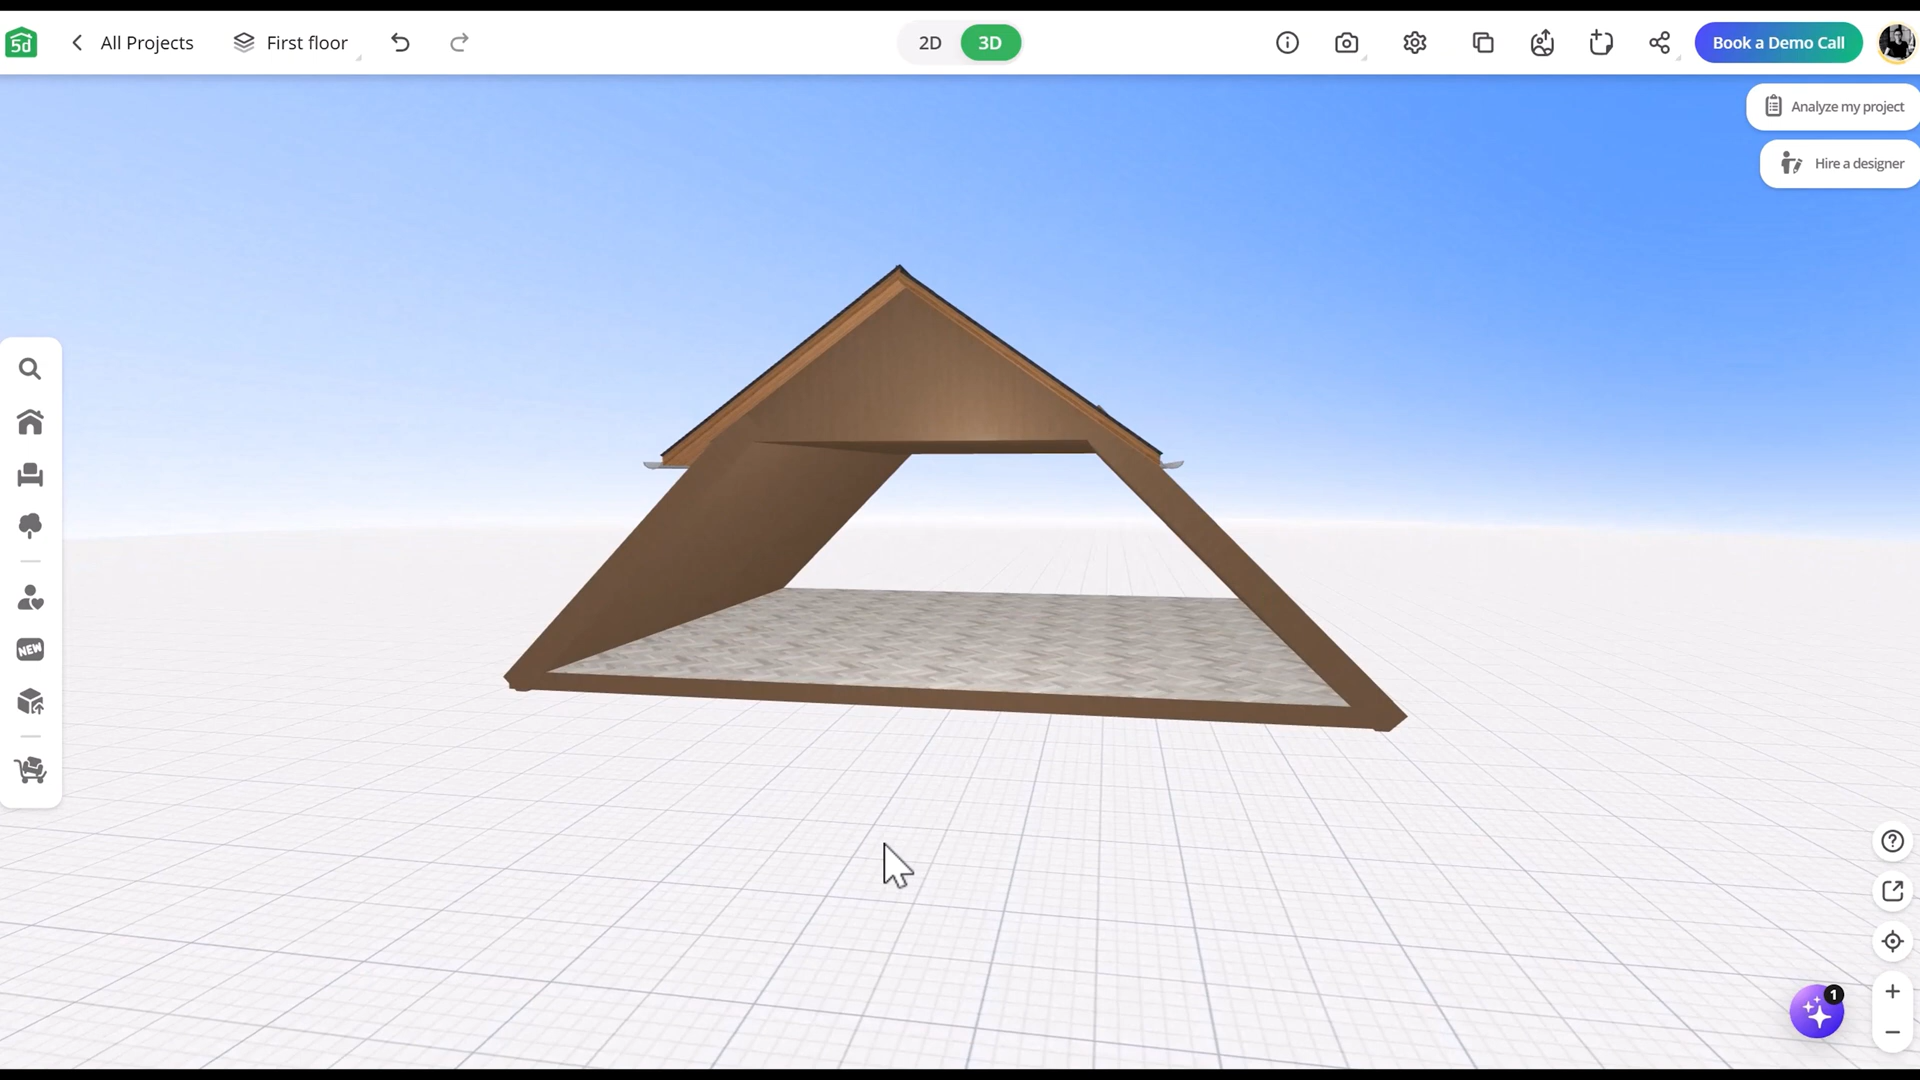 5d
All Projects
First floor
2D
3D
Book a Demo Call
Analyze my project
Hire a designer
NEW
1